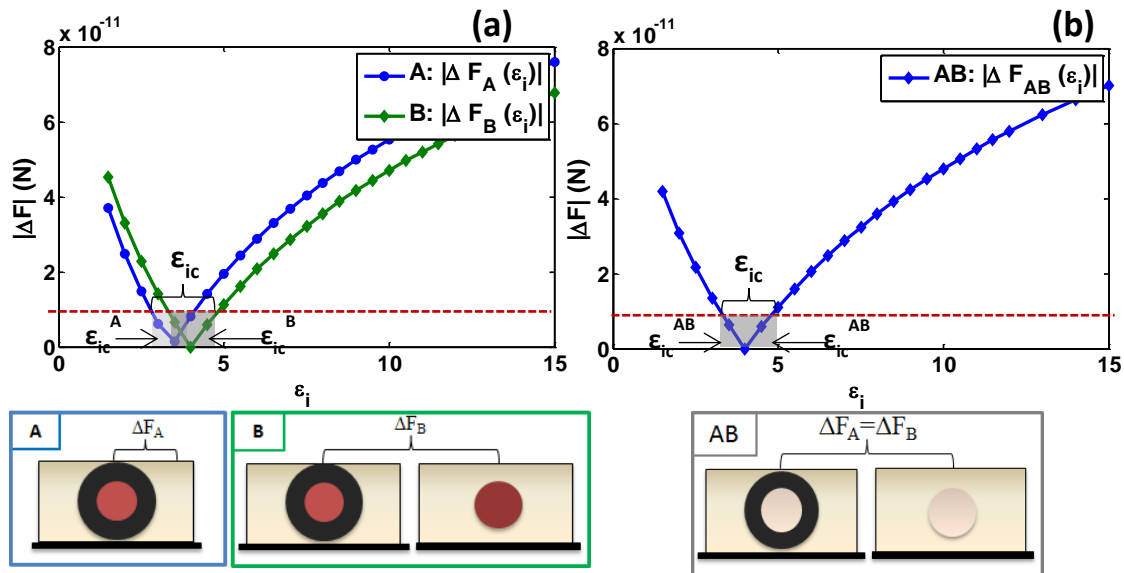 (a)
x 10^-11
8
6
4
2
0
|ΔF| (N)
A: |Δ F_A (ε_i)|
B: |Δ F_B (ε_i)|
ε_ic
ε_ic^A
ε_ic^B
0 5 10 15
ε_i
(b)
x 10^-11
8
6
4
2
0
|ΔF| (N)
AB: |Δ F_AB (ε_i)|
ε_ic
ε_ic^AB
ε_ic^AB
0 5 10 15
ε_i
A
ΔF_A
B
ΔF_B
AB
ΔF_A=ΔF_B